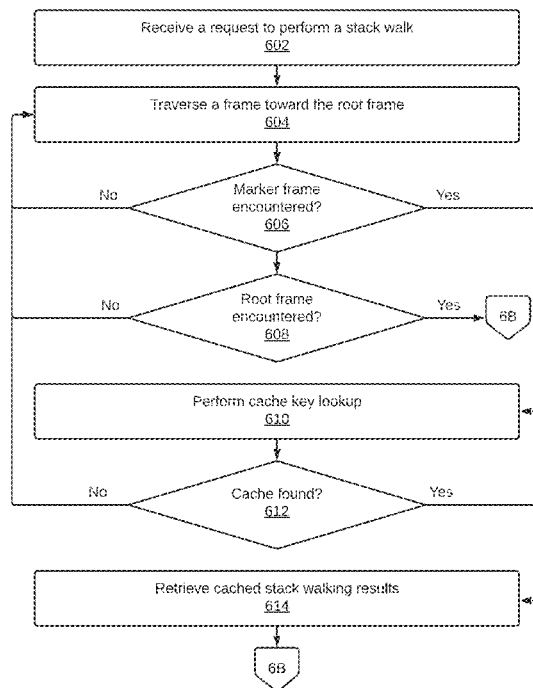 Receive a request to perform a stack walk
602
Traverse a frame toward the root frame
604
No
Marker frame
encountered?
606
Yes
No
Root frame
encountered?
608
Yes
6B
Perform cache key lookup
610
No
Cache found?
612
Yes
Retrieve cached stack walking results
614
6B